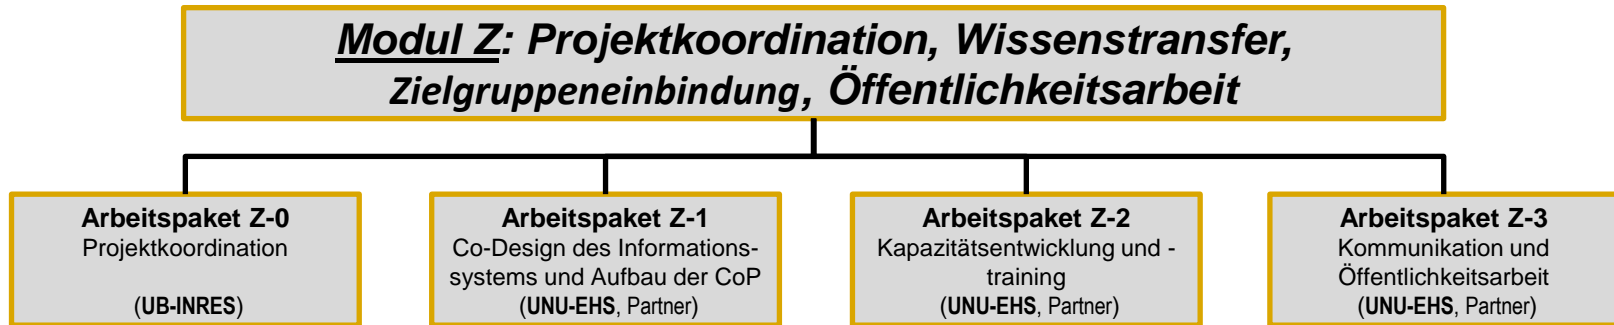 Modul Z: Projektkoordination, Wissenstransfer,
Zielgruppeneinbindung, Öffentlichkeitsarbeit
Arbeitspaket Z-0
Projektkoordination
(UB-INRES)
Arbeitspaket Z-1
Co-Design des Informations-
systems und Aufbau der CoP
(UNU-EHS, Partner)
Arbeitspaket Z-2
Kapazitätsentwicklung und -
training
(UNU-EHS, Partner)
Arbeitspaket Z-3
Kommunikation und
Öffentlichkeitsarbeit
(UNU-EHS, Partner)